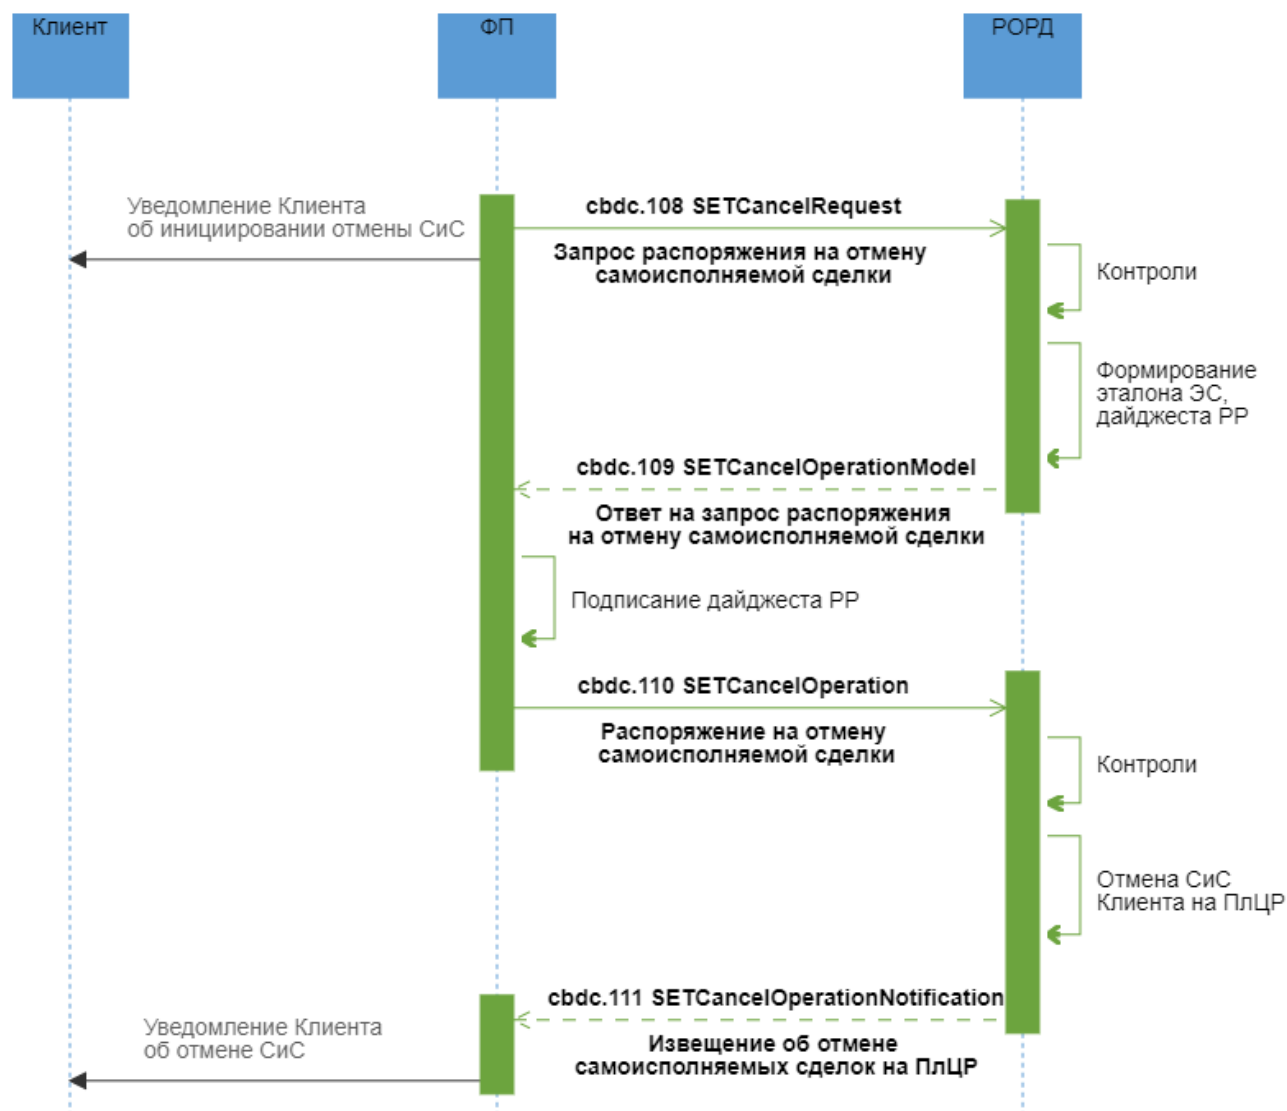 Клиент
ФП
РОРД
Уведомление Клиента
об инициировании отмены СиС
cbdc.108 SETCancelRequest
Запрос распоряжения на отмену
самоисполняемой сделки
Контроли
Формирование
эталона ЭС,
дайджеста РР
cbdc.109 SETCancelOperationModel
Ответ на запрос распоряжения
на отмену самоисполняемой сделки
Подписание дайджеста РР
cbdc.110 SETCancelOperation
Распоряжение на отмену
самоисполняемой сделки
Контроли
Отмена СиС
Клиента на ПлЦР
cbdc.111 SETCancelOperationNotification
Извещение об отмене
самоисполняемых сделок на ПлЦР
Уведомление Клиента
об отмене СиС